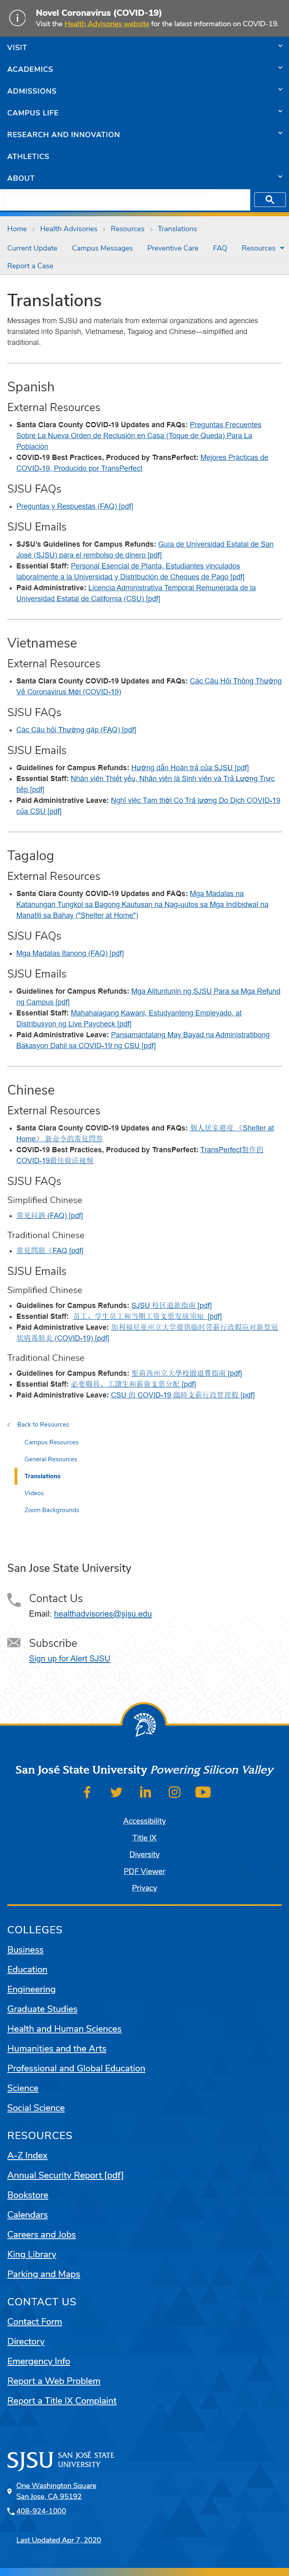 Novel Coronavirus (COVID-19)
Visit the Health Advisories website for the latest information on COVID-19.
VISIT
ACADEMICS
ADMISSIONS
CAMPUS LIFE
RESEARCH AND INNOVATION
ATHLETICS
ABOUT
Home › Health Advisories › Resources › Translations
Current Update Campus Messages Preventive Care FAQ Resources
Report a Case
Translations
Messages from SJSU and materials from external organizations and agencies
translated into Spanish, Vietnamese, Tagalog and Chinese—simplified and
traditional.
Spanish
External Resources
• Santa Clara County COVID-19 Updates and FAQs: Preguntas Frecuentes
Sobre La Nueva Orden de Reclusión en Casa (Toque de Queda) Para La
Población
• COVID-19 Best Practices, Produced by TransPerfect: Mejores Prácticas de
COVID-19, Producido por TransPerfect
SJSU FAQs
• Preguntas y Respuestas (FAQ) [pdf]
SJSU Emails
• SJSU's Guidelines for Campus Refunds: Guía de Universidad Estatal de San
José (SJSU) para el rembolso de dinero [pdf]
• Essential Staff: Personal Esencial de Planta, Estudiantes vinculados
laboralmente a la Universidad y Distribución de Cheques de Pago [pdf]
• Paid Administrative: Licencia Administrativa Temporal Remunerada de la
Universidad Estatal de California (CSU) [pdf]
Vietnamese
External Resources
• Santa Clara County COVID-19 Updates and FAQs: Các Câu Hỏi Thông Thường
Về Coronavirus Mới (COVID-19)
SJSU FAQs
• Các Câu hỏi Thường gặp (FAQ) [pdf]
SJSU Emails
• Guidelines for Campus Refunds: Hướng dẫn Hoàn trả của SJSU [pdf]
• Essential Staff: Nhân viên Thiết yếu, Nhân viên là Sinh viên và Trả Lương Trực
tiếp [pdf]
• Paid Administrative Leave: Nghỉ việc Tạm thời Có Trả lương Do Dịch COVID-19
của CSU [pdf]
Tagalog
External Resources
• Santa Clara County COVID-19 Updates and FAQs: Mga Madalas na
Katanungan Tungkol sa Bagong Kautusan na Nag-uutos sa Mga Indibidwal na
Manatili sa Bahay ("Shelter at Home")
SJSU FAQs
• Mga Madalas Itanong (FAQ) [pdf]
SJSU Emails
• Guidelines for Campus Refunds: Mga Alituntunin ng SJSU Para sa Mga Refund
ng Campus [pdf]
• Essential Staff: Mahahalagang Kawani, Estudyanteng Empleyado, at
Distribusyon ng Live Paycheck [pdf]
• Paid Administrative Leave: Pansamantalang May Bayad na Administratibong
Bakasyon Dahil sa COVID-19 ng CSU [pdf]
Chinese
External Resources
• Santa Clara County COVID-19 Updates and FAQs: 個人居家避疫 （Shelter at
Home） 新命令的常見問答
• COVID-19 Best Practices, Produced by TransPerfect: TransPerfect製作的
COVID-19最佳做法視頻
SJSU FAQs
Simplified Chinese
• 常见问题 (FAQ) [pdf]
Traditional Chinese
• 常見問題（FAQ [pdf]
SJSU Emails
Simplified Chinese
• Guidelines for Campus Refunds: SJSU 校区退款指南 [pdf]
• Essential Staff: 员工、学生员工和当期工资支票发放须知 [pdf]
• Paid Administrative Leave: 加利福尼亚州立大学提供临时带薪行政假应对新型冠
状病毒肺炎 (COVID-19) [pdf]
Traditional Chinese
• Guidelines for Campus Refunds: 聖荷西州立大學校園退費指南 [pdf]
• Essential Staff: 必要職員、工讀生和薪資支票分配 [pdf]
• Paid Administrative Leave: CSU 的 COVID-19 臨時支薪行政管理假 [pdf]
Back to Resources
Campus Resources
General Resources
Translations
Videos
Zoom Backgrounds
San Jose State University
Contact Us
Email: healthadvisories@sjsu.edu
Subscribe
Sign up for Alert SJSU
San José State University Powering Silicon Valley
Accessibility
Title IX
Diversity
PDF Viewer
Privacy
COLLEGES
Business
Education
Engineering
Graduate Studies
Health and Human Sciences
Humanities and the Arts
Professional and Global Education
Science
Social Science
RESOURCES
A-Z Index
Annual Security Report [pdf]
Bookstore
Calendars
Careers and Jobs
King Library
Parking and Maps
CONTACT US
Contact Form
Directory
Emergency Info
Report a Web Problem
Report a Title IX Complaint
SJSU SAN JOSÉ STATE
UNIVERSITY
One Washington Square
San Jose, CA 95192
408-924-1000
Last Updated Apr 7, 2020